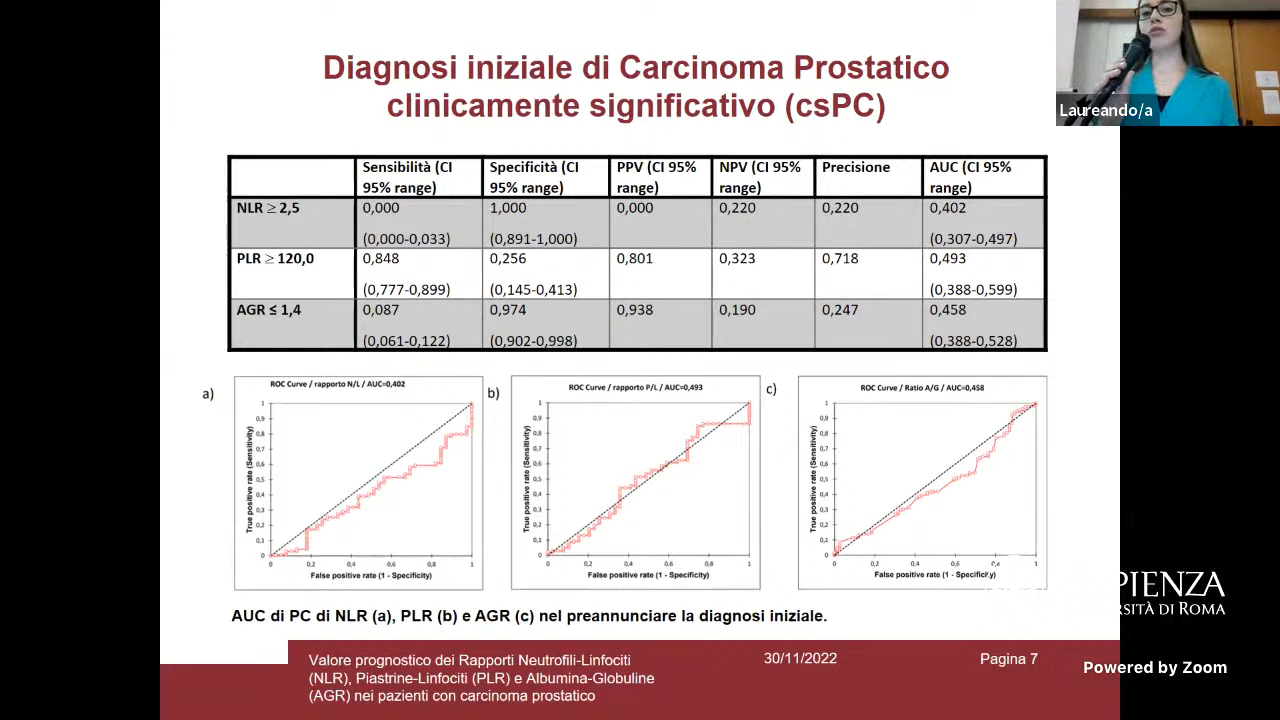 Diagnosi iniziale di Carcinoma Prostatico
clinicamente significativo (csPC)
Laureando/a
Sensibilità (CI 95% range) Specificità (CI 95% range) PPV (CI 95% range) NPV (CI 95% range) Precisione AUC (CI 95% range)
NLR ≥ 2,5 0,000 1,000 0,000 0,220 0,220 0,402
(0,000-0,033) (0,891-1,000) (0,307-0,497)
PLR ≥ 120,0 0,848 0,256 0,801 0,323 0,718 0,493
(0,777-0,899) (0,145-0,413) (0,388-0,599)
AGR ≤ 1,4 0,087 0,974 0,938 0,190 0,247 0,458
(0,061-0,122) (0,902-0,998) (0,388-0,528)
a)
ROC Curve / rapporto N/L / AUC=0,402
True positive rate (Sensitivity)
1
0,9
0,8
0,7
0,6
0,5
0,4
0,3
0,2
0,1
0
0 0,2 0,4 0,6 0,8 1
False positive rate (1 - Specificity)
b)
ROC Curve / rapporto P/L / AUC=0,493
True positive rate (Sensitivity)
1
0,9
0,8
0,7
0,6
0,5
0,4
0,3
0,2
0,1
0
0 0,2 0,4 0,6 0,8 1
False positive rate (1 - Specificity)
c)
ROC Curve / Ratio A/G / AUC=0,458
True positive rate (Sensitivity)
1
0,9
0,8
0,7
0,6
0,5
0,4
0,3
0,2
0,1
0
0 0,2 0,4 0,6 0,8 1
False positive rate (1 - Specificity)
AUC di PC di NLR (a), PLR (b) e AGR (c) nel preannunciare la diagnosi iniziale.
PIENZA
RSITÀ DI ROMA
Valore prognostico dei Rapporti Neutrofili-Linfociti
(NLR), Piastrine-Linfociti (PLR) e Albumina-Globuline
(AGR) nei pazienti con carcinoma prostatico
30/11/2022
Pagina 7
Powered by Zoom